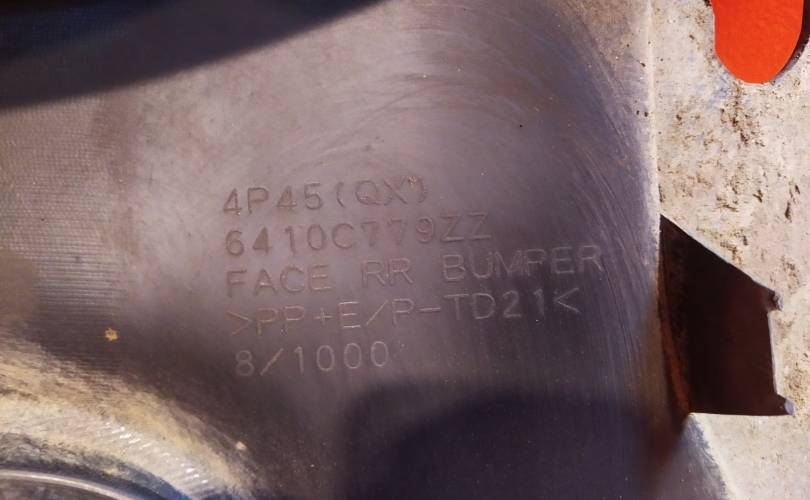 4P45(QX)
6410C779ZZ
FACE RR BUMPER
>PP+E/P-TD21<
8/1000